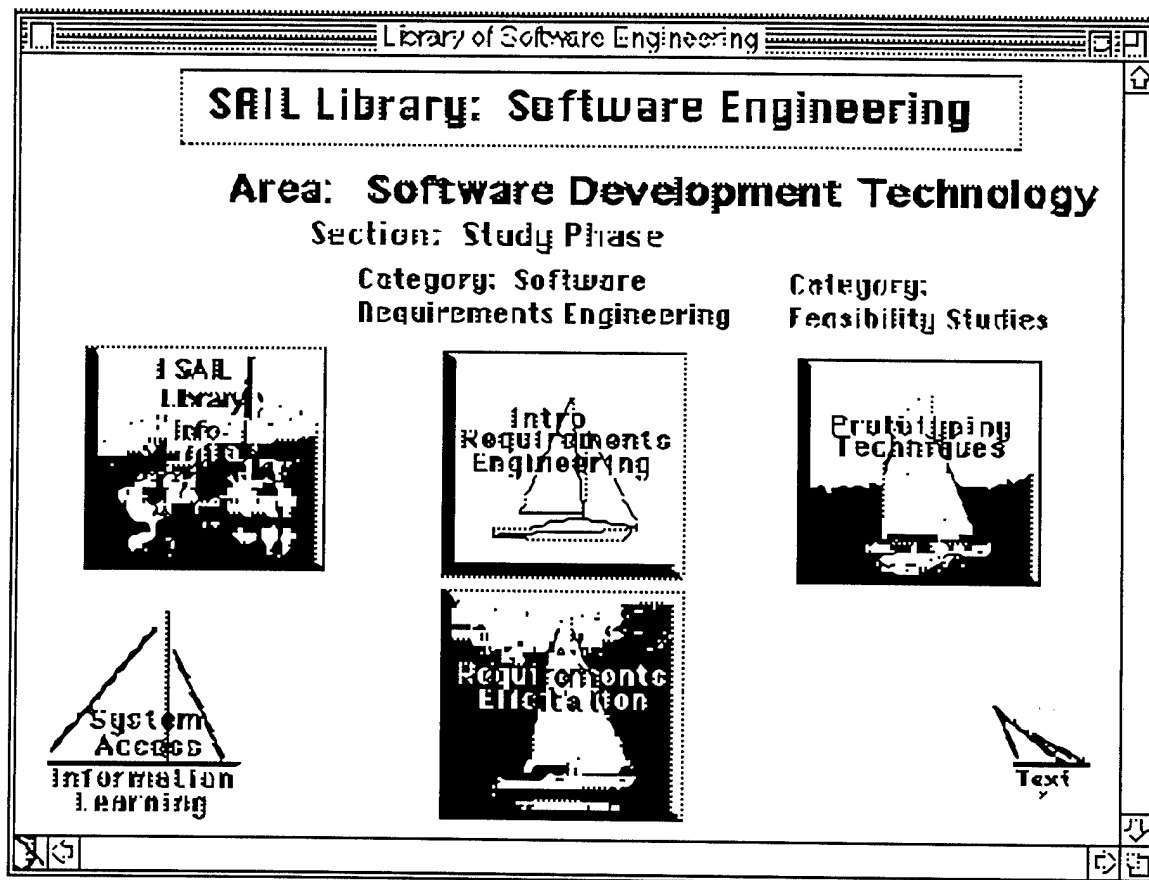 Library of Software Engineering
SAIL Library: Software Engineering
Area: Software Development Technology
Section: Study Phase
Category: Software
Requirements Engineering
Category:
Feasibility Studies
SAIL
Library
Info-
Intro
Requirements
Engineering
Prototyping
Techniques
Requirements
Elicitation
System
Access
Information
Learning
Text